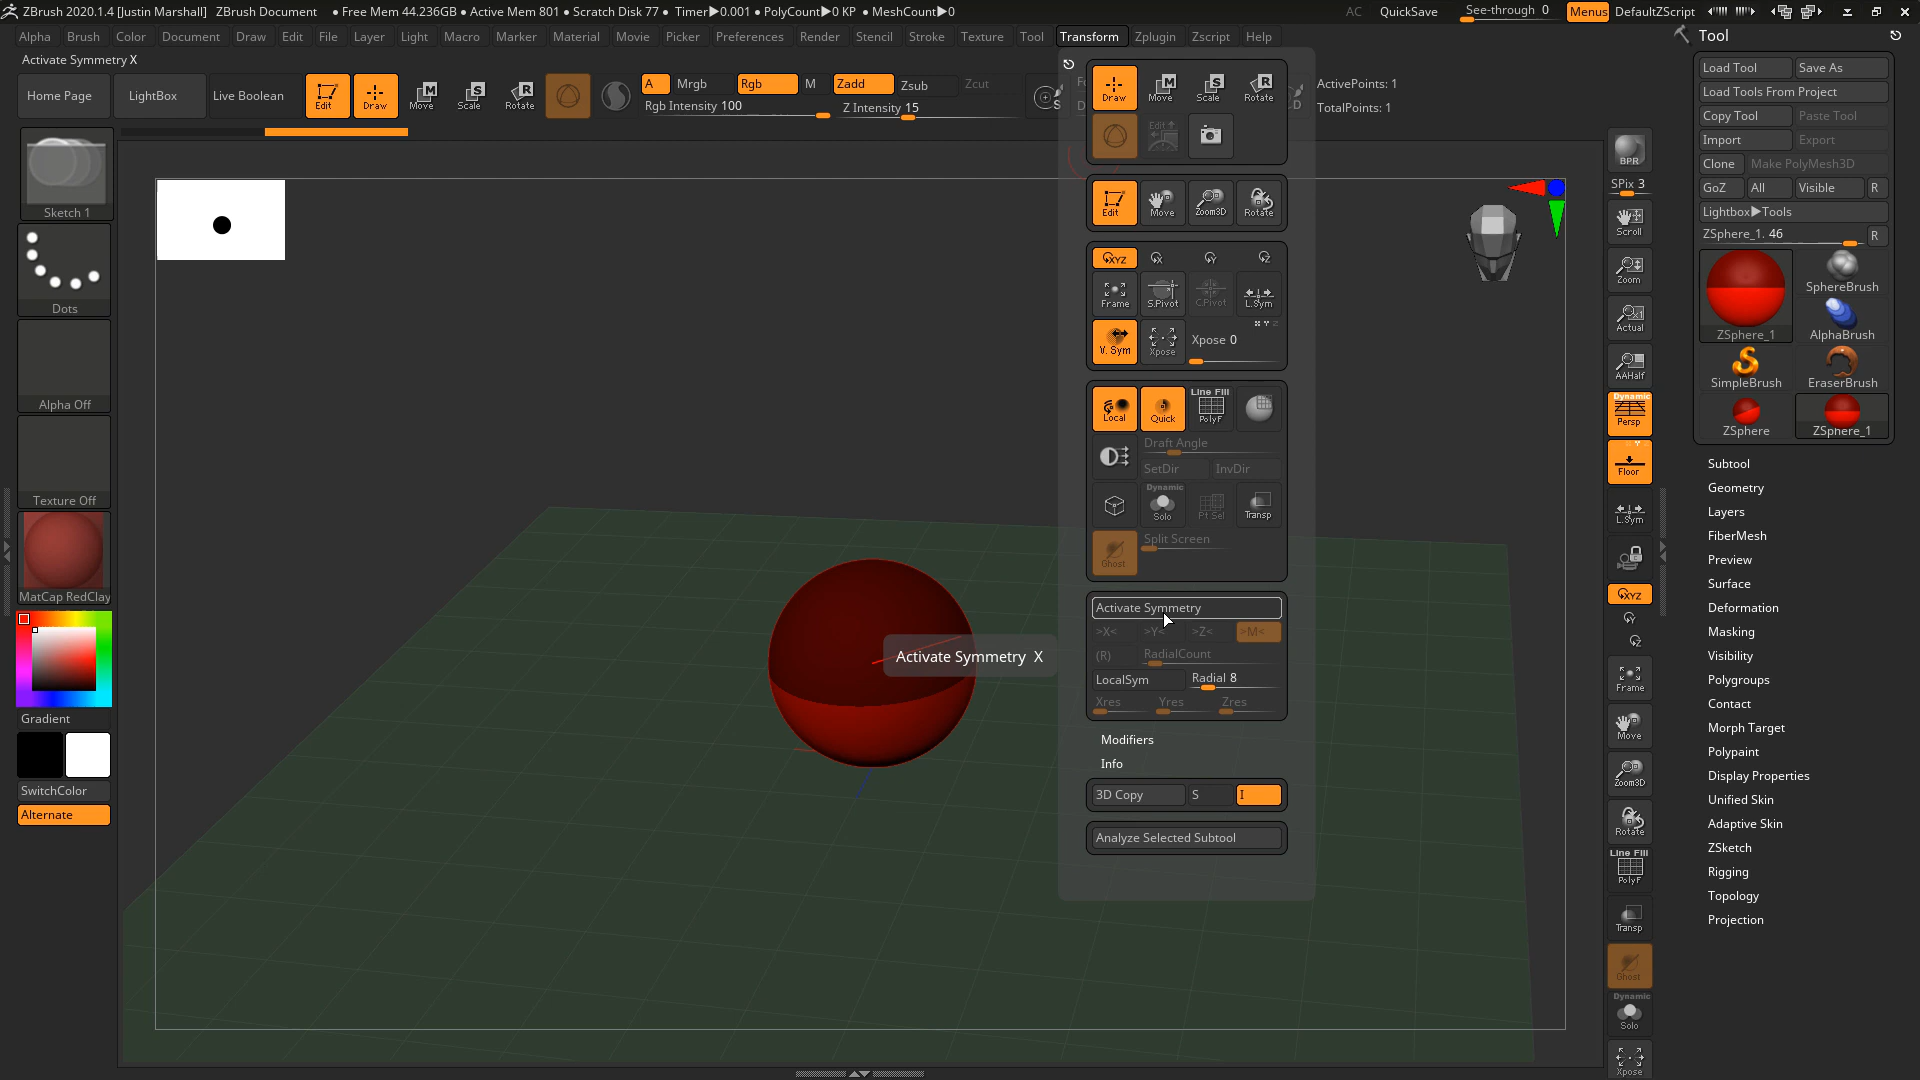 ZBrush 2020.1.4 [Justin Marshall] ZBrush Document ● Free Mem 44.236GB ● Active Mem 801 ● Scratch Disk 77 ● Timer▶0.001 ● PolyCount▶0 KP ● MeshCount▶0 AC QuickSave See-through 0 Menus DefaultZScript
Alpha Brush Color Document Draw Edit File Layer Light Macro Marker Material Movie Picker Preferences Render Stencil Stroke Texture Tool Transform Zplugin Zscript Help
Activate Symmetry X
Home Page LightBox Live Boolean Edit Draw Move Scale Rotate
A Mrgb Rgb M Zadd Zsub Zcut
Rgb Intensity 100 Z Intensity 15
ActivePoints: 1
TotalPoints: 1
Sketch 1
Dots
Alpha Off
Texture Off
MatCap RedClay
Gradient
SwitchColor
Alternate
Draw Move Scale Rotate
Edit
Edit Move Zoom3D Rotate
XYZ X Y Z
Frame S.Pivot C.Pivot L.Sym
V. Sym Xpose Xpose 0
Local Quick Line Fill PolyF
Draft Angle
SetDir InvDir
Dynamic Solo Pt Sel Transp
Ghost Split Screen
Activate Symmetry
>X< >Y< >Z< >M<
(R) RadialCount
LocalSym Radial 8
Xres Yres Zres
Modifiers
Info
3D Copy S I
Analyze Selected Subtool
Activate Symmetry X
BPR
SPix 3
Scroll
Zoom
Actual
AAHalf
Dynamic
Persp
Floor
L.Sym
XYZ
Y
Z
Frame
Move
Zoom3D
Rotate
Line Fill
PolyF
Transp
Ghost
Dynamic
Solo
Xpose
Tool
Load Tool Save As
Load Tools From Project
Copy Tool Paste Tool
Import Export
Clone Make PolyMesh3D
GoZ All Visible R
Lightbox▶Tools
ZSphere_1. 46 R
ZSphere_1 SphereBrush
AlphaBrush
SimpleBrush EraserBrush
ZSphere ZSphere_1
Subtool
Geometry
Layers
FiberMesh
Preview
Surface
Deformation
Masking
Visibility
Polygroups
Contact
Morph Target
Polypaint
Display Properties
Unified Skin
Adaptive Skin
ZSketch
Rigging
Topology
Projection